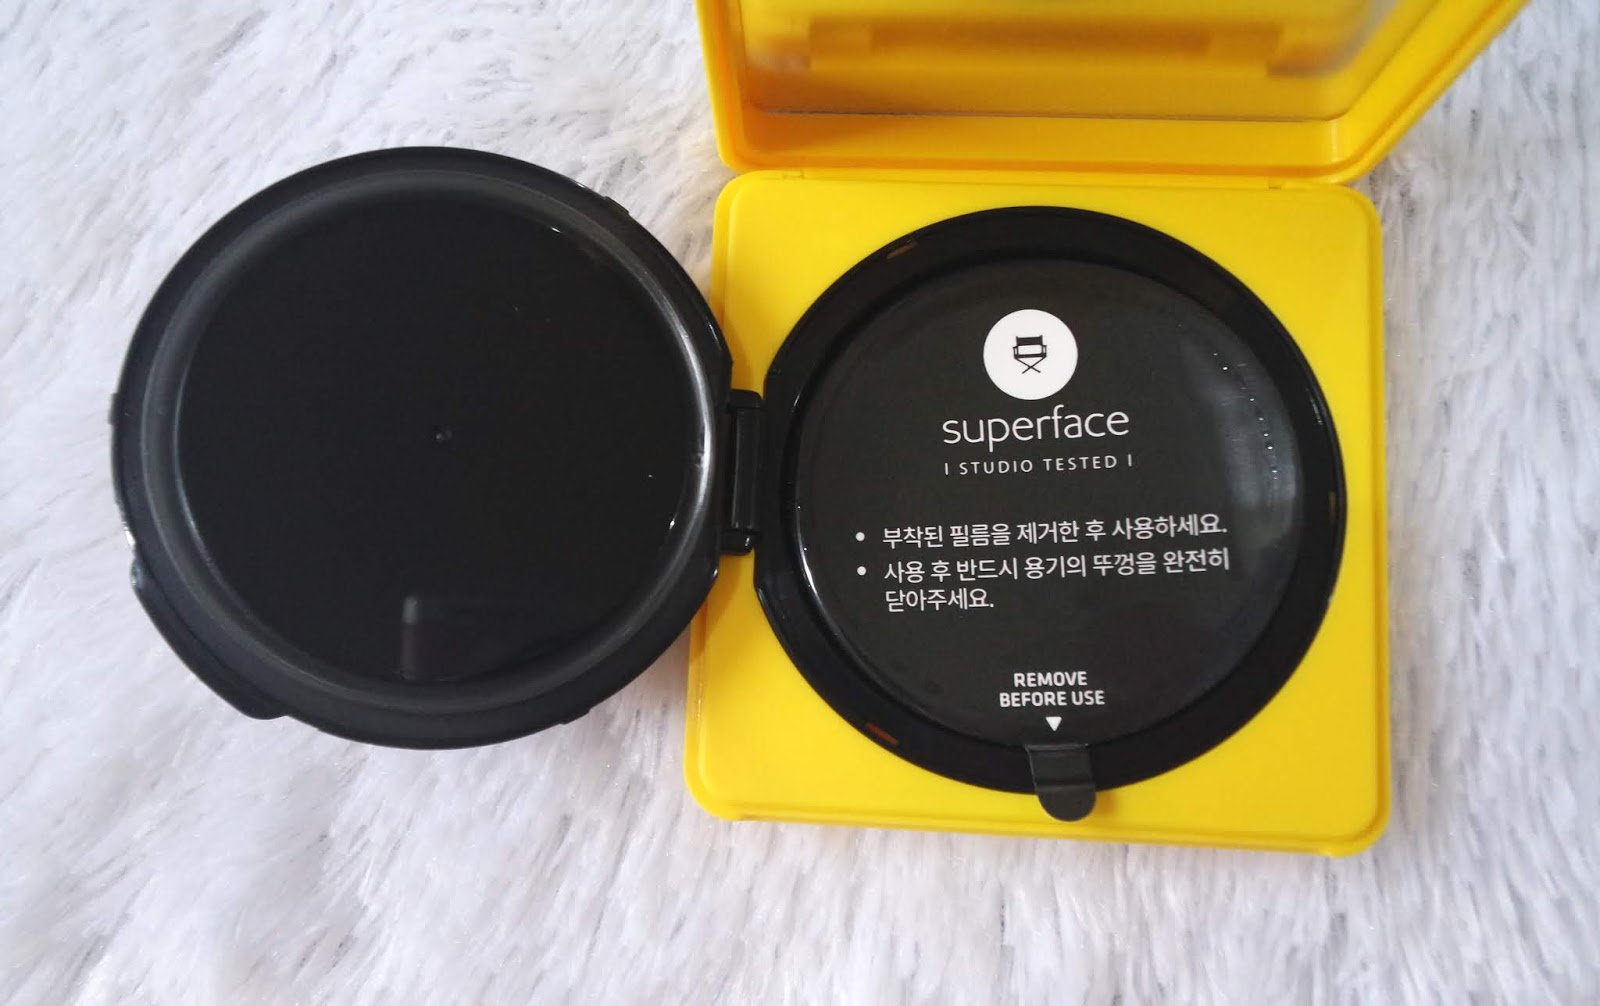 superface
I STUDIO TESTED I
• 부착된 필름을 제거한 후 사용하세요.
• 사용 후 반드시 용기의 뚜껑을 완전히
닫아주세요.
REMOVE
BEFORE USE